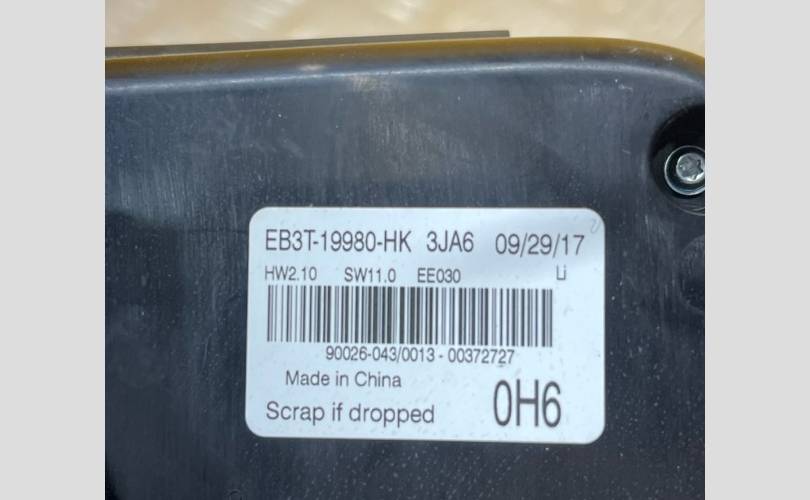 EB3T-19980-HK 3JA6 09/29/17
HW2.10 SW11.0 EE030 Li
90026-043/0013 - 00372727
Made in China
Scrap if dropped 0H6